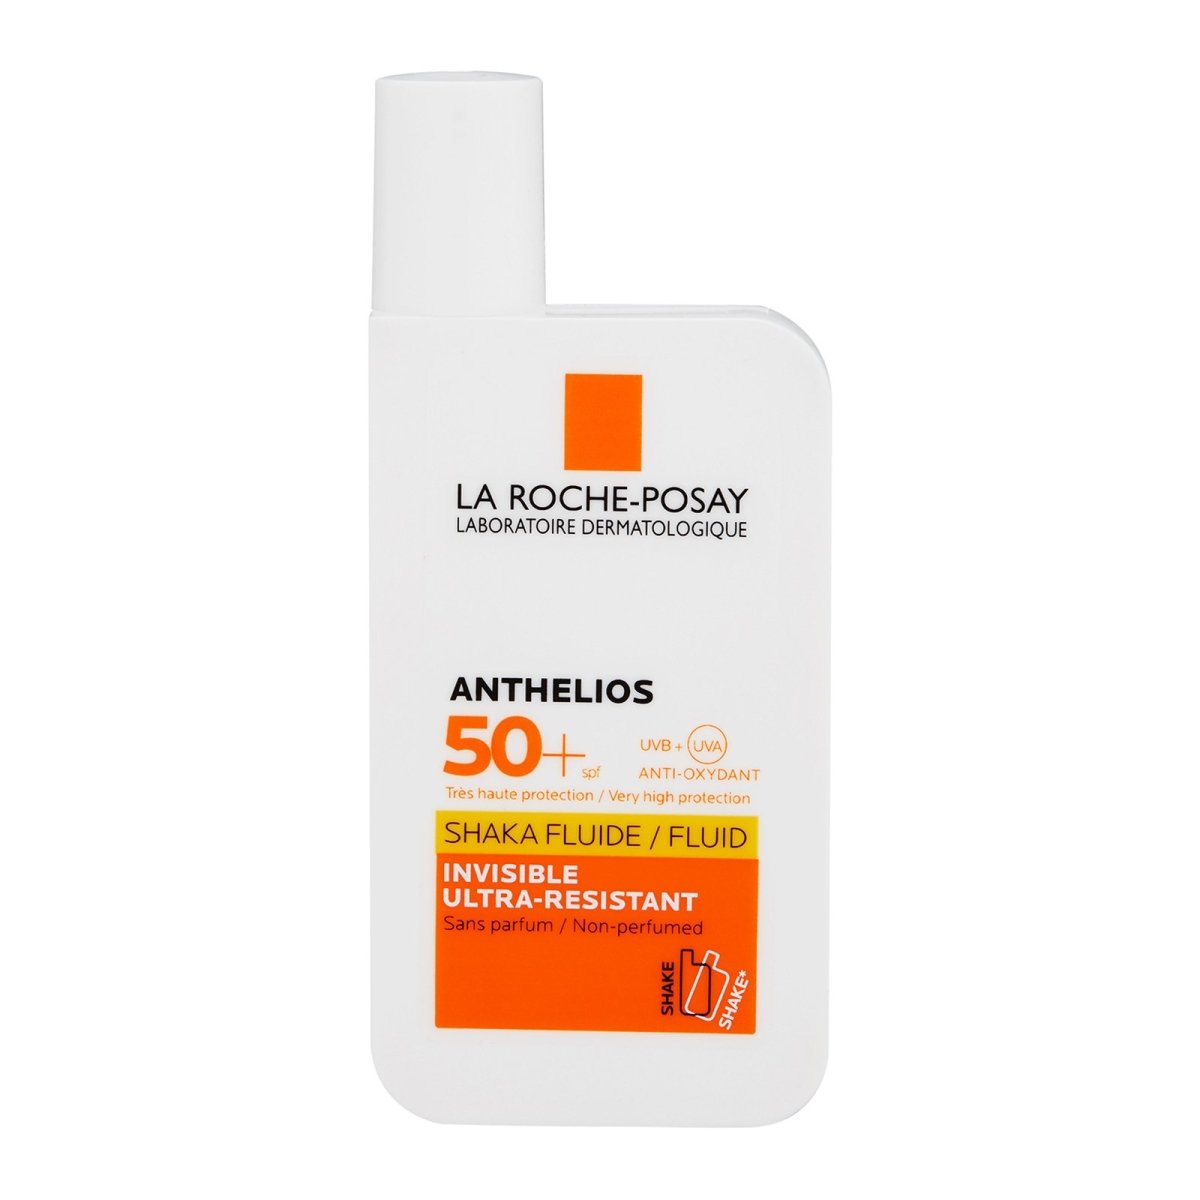 LA ROCHE-POSAY
LABORATOIRE DERMATOLOGIQUE
ANTHELIOS
50+ spf UVB + UVA
ANTI-OXYDANT
Très haute protection / Very high protection
SHAKA FLUIDE / FLUID
INVISIBLE
ULTRA-RESISTANT
Sans parfum / Non-perfumed
SHAKE
SHAKE*